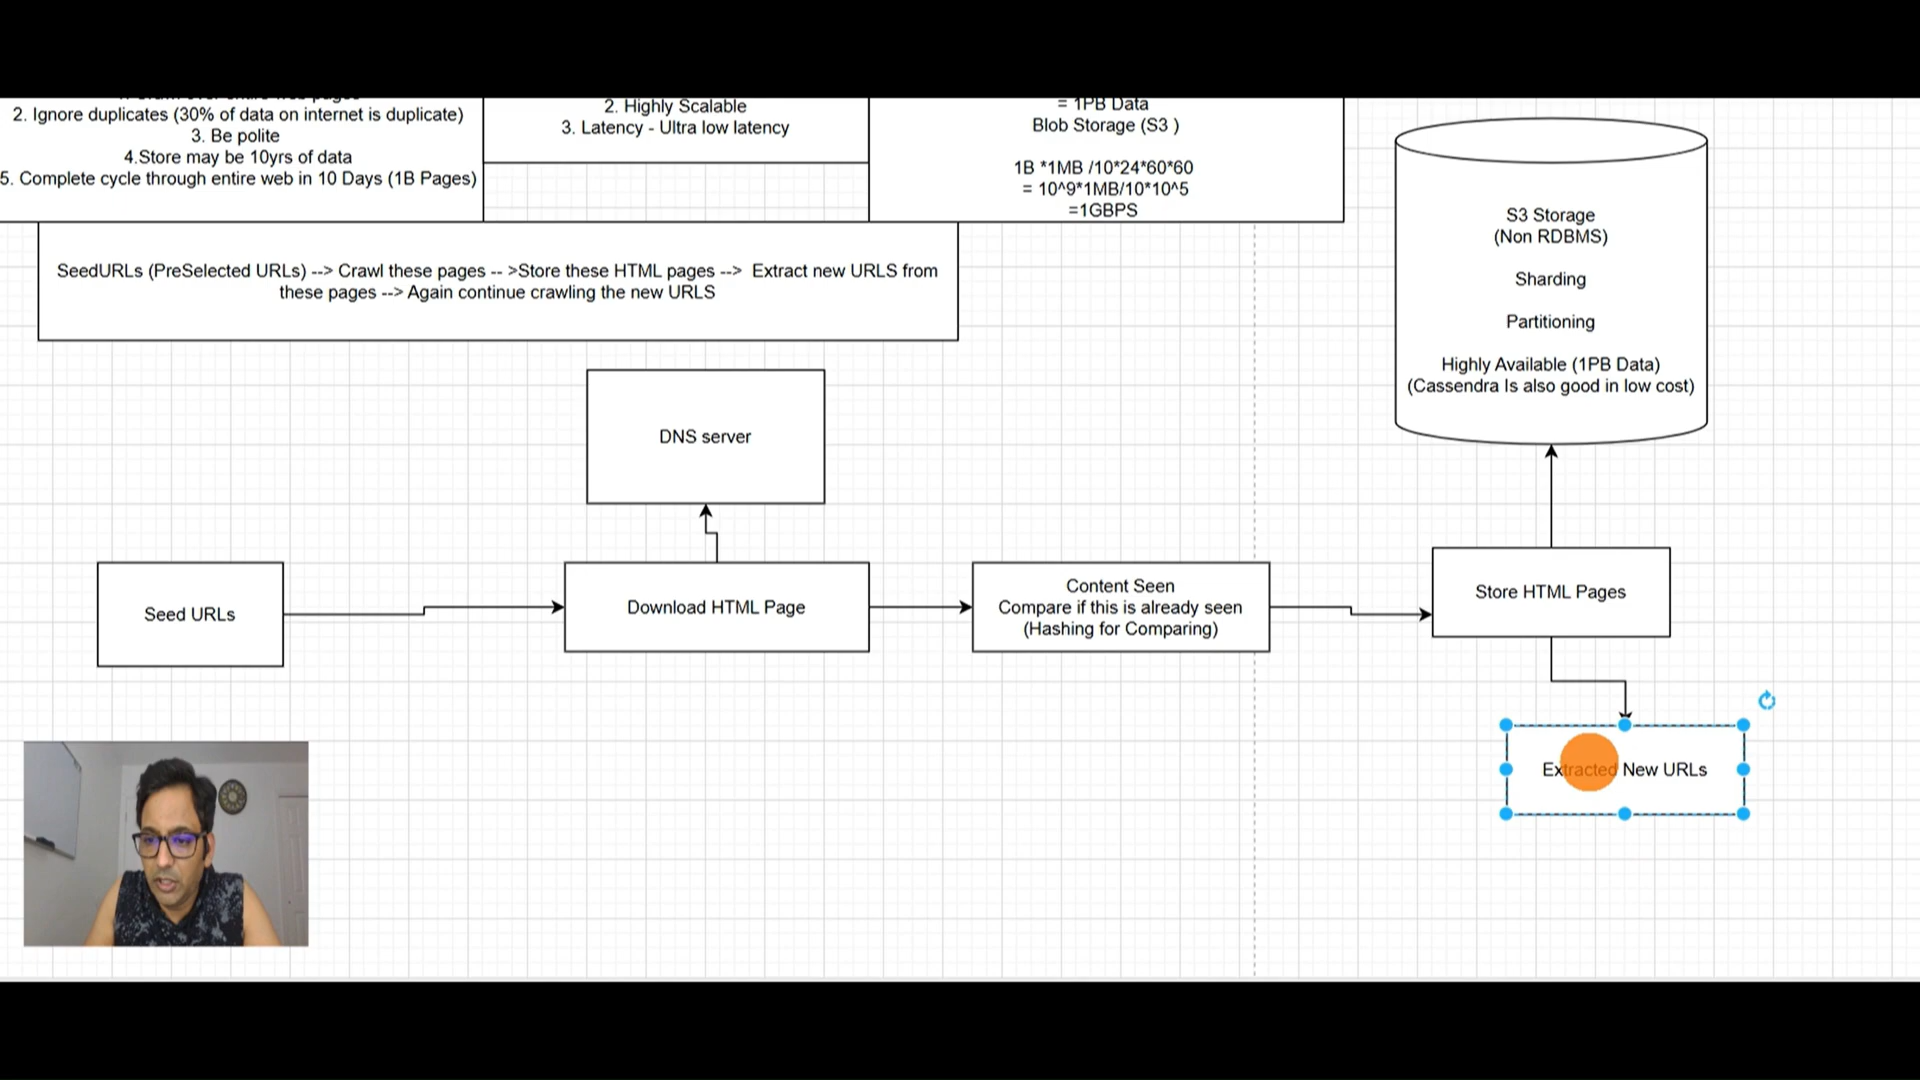 2. Ignore duplicates (30% of data on internet is duplicate)
3. Be polite
4.Store may be 10yrs of data
5. Complete cycle through entire web in 10 Days (1B Pages)
2. Highly Scalable
3. Latency - Ultra low latency
= 1PB Data
Blob Storage (S3 )
1B *1MB /10*24*60*60
= 10^9*1MB/10*10^5
=1GBPS
SeedURLs (PreSelected URLs) --> Crawl these pages -- >Store these HTML pages --> Extract new URLS from
these pages --> Again continue crawling the new URLS
S3 Storage
(Non RDBMS)
Sharding
Partitioning
Highly Available (1PB Data)
(Cassendra Is also good in low cost)
DNS server
Seed URLs
Download HTML Page
Content Seen
Compare if this is already seen
(Hashing for Comparing)
Store HTML Pages
Extracted New URLs